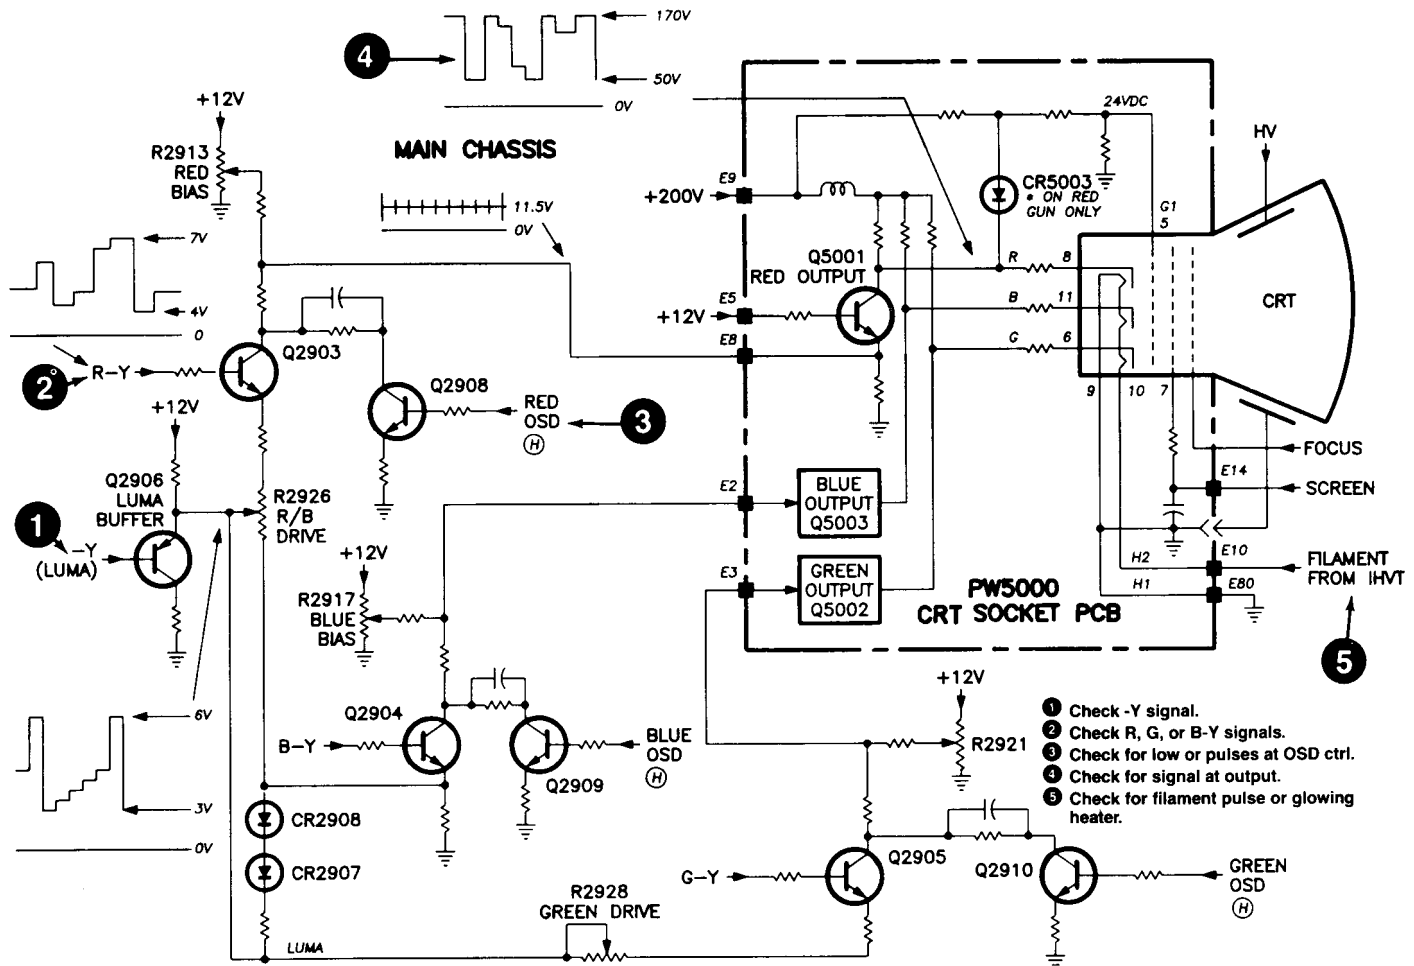 4
170V
50V
0V
+12V
R2913
RED
BIAS
MAIN CHASSIS
11.5V
0V
7V
4V
0
2
R-Y
Q2903
Q2908
RED
OSD
H
3
+12V
Q2906
LUMA
BUFFER
1
-Y
(LUMA)
R2926
R/B
DRIVE
+12V
R2917
BLUE
BIAS
6V
3V
0V
Q2904
B-Y
Q2909
BLUE
OSD
H
CR2908
CR2907
LUMA
R2928
GREEN DRIVE
G-Y
Q2905
Q2910
GREEN
OSD
H
+12V
R2921
24VDC
E9
+200V
CR5003
* ON RED
GUN ONLY
G1
5
HV
Q5001
RED OUTPUT
E5
+12V
E8
R
8
B
11
G
6
CRT
9
10
7
FOCUS
E14
SCREEN
E2
BLUE
OUTPUT
Q5003
E3
GREEN
OUTPUT
Q5002
H2
E10
FILAMENT
FROM IHVT
H1
E80
PW5000
CRT SOCKET PCB
5
1 Check -Y signal.
2 Check R, G, or B-Y signals.
3 Check for low or pulses at OSD ctrl.
4 Check for signal at output.
5 Check for filament pulse or glowing
heater.